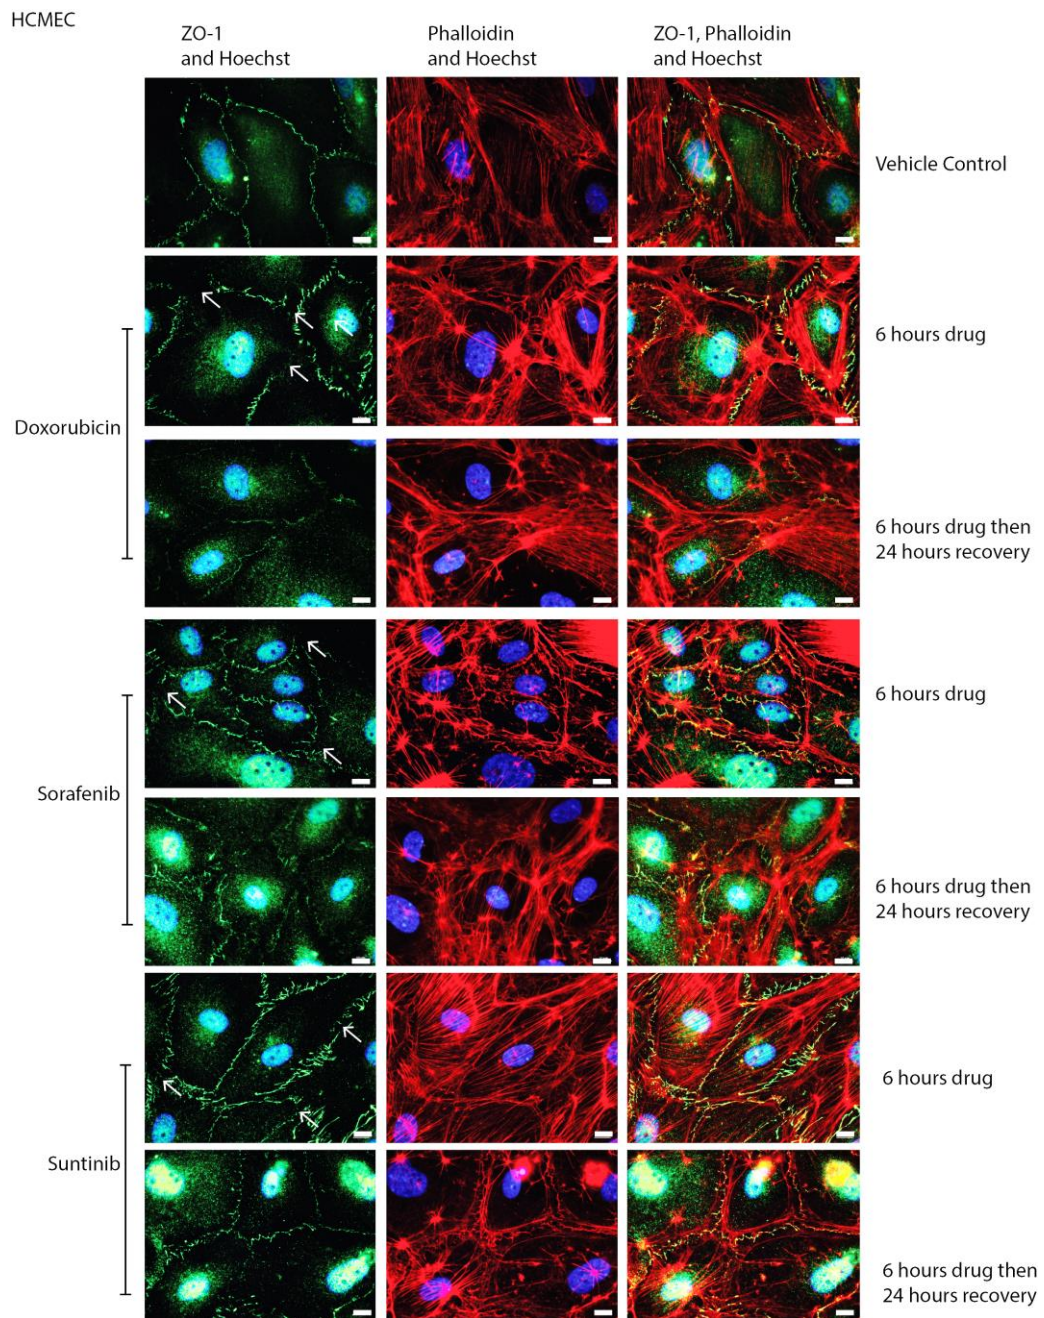 HCMEC
ZO-1
and Hoechst
Phalloidin
and Hoechst
ZO-1, Phalloidin
and Hoechst
Vehicle Control
6 hours drug
Doxorubicin
6 hours drug then
24 hours recovery
6 hours drug
Sorafenib
6 hours drug then
24 hours recovery
6 hours drug
Suntinib
6 hours drug then
24 hours recovery